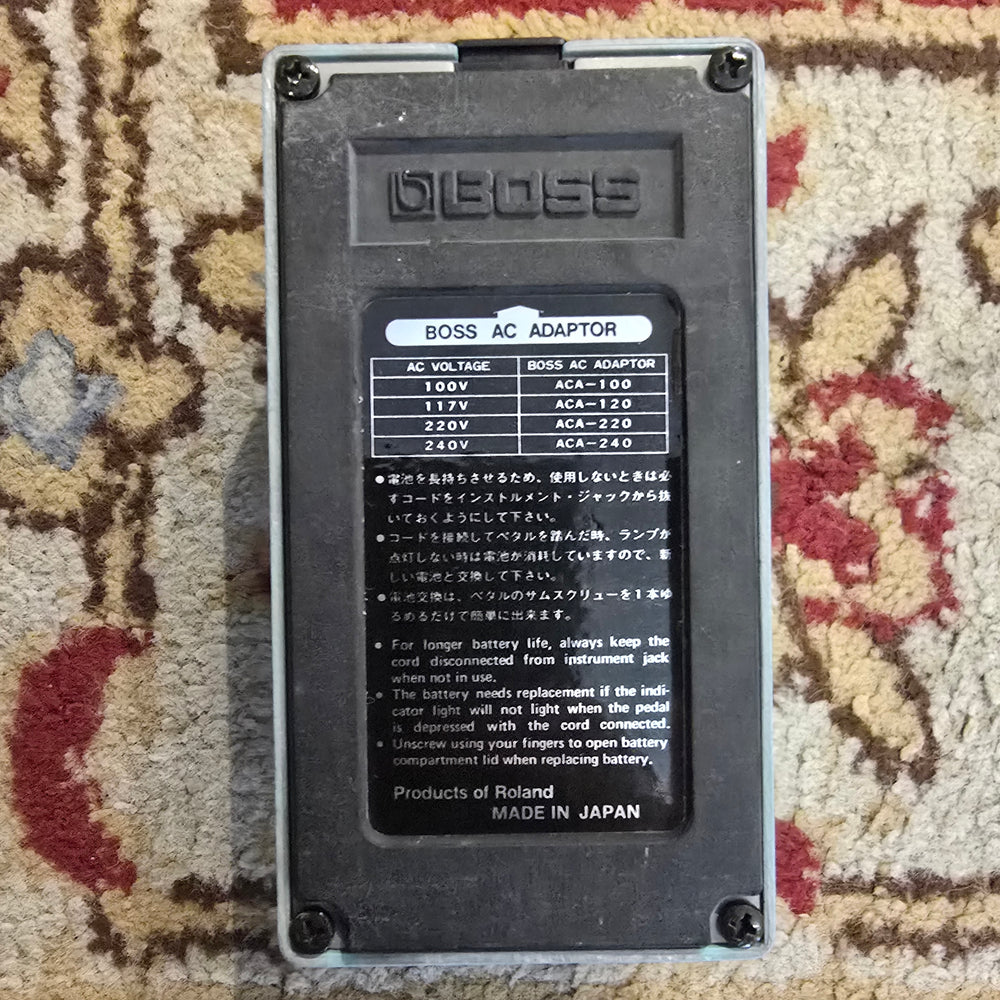 BOSS
BOSS AC ADAPTOR
AC VOLTAGE BOSS AC ADAPTOR
100V ACA-100
117V ACA-120
220V ACA-220
240V ACA-240
●電池を長持ちさせるため、使用しないときは必
ずコードをインストルメント・ジャックから抜
いておくようにして下さい。
●コードを接続してペタルを踏んだ時、ランプが
点灯しない時は電池が消耗していますので、新
しい電池と交換して下さい。
●電池交換は、ペタルのサムスクリューを1本ゆ
るめるだけで簡単に出来ます。
● For longer battery life, always keep the
cord disconnected from instrument jack
when not in use.
● The battery needs replacement if the indi-
cator light will not light when the pedal
is depressed with the cord connected.
● Unscrew using your fingers to open battery
compartment lid when replacing battery.
Products of Roland
MADE IN JAPAN